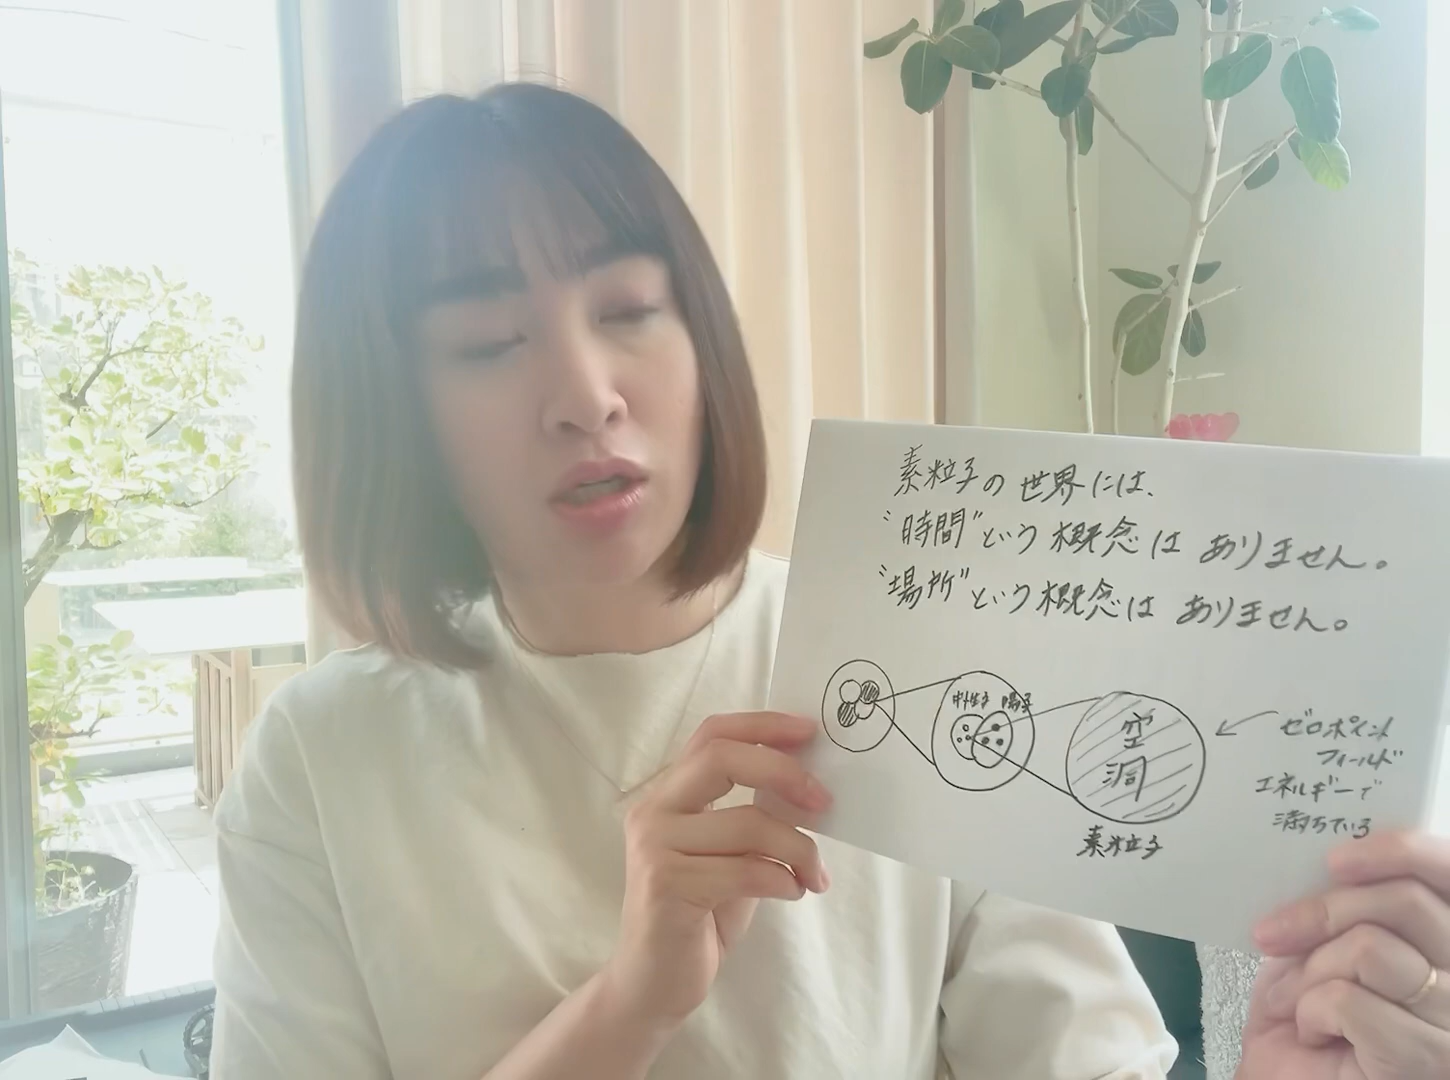 素粒子の世界には、
"時間"という概念はありません。
"場所"という概念はありません。
中性子 陽子
空
洞
素粒子
ゼロポイント
フィールド
エネルギーで
満ちている